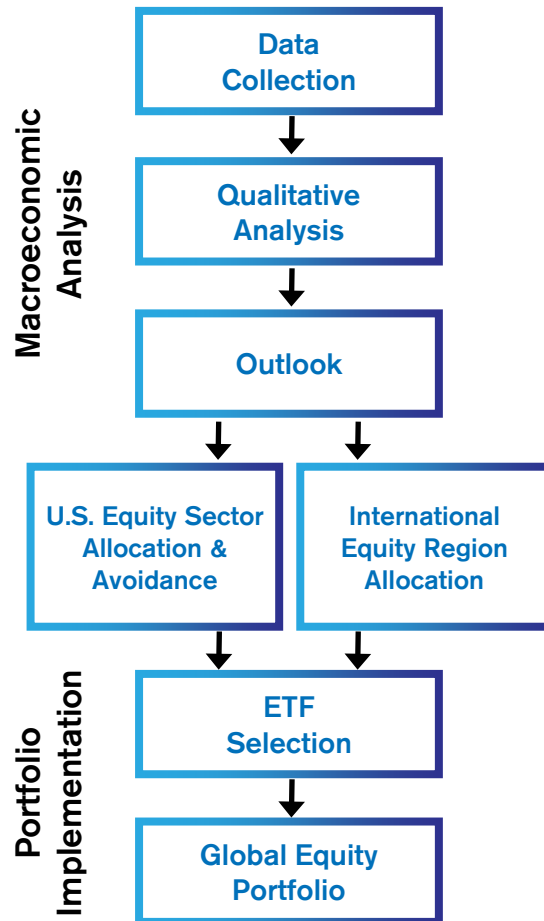 Macroeconomic
Analysis
Data
Collection
Qualitative
Analysis
Outlook
U.S. Equity Sector
Allocation &
Avoidance
International
Equity Region
Allocation
Portfolio
Implementation
ETF
Selection
Global Equity
Portfolio